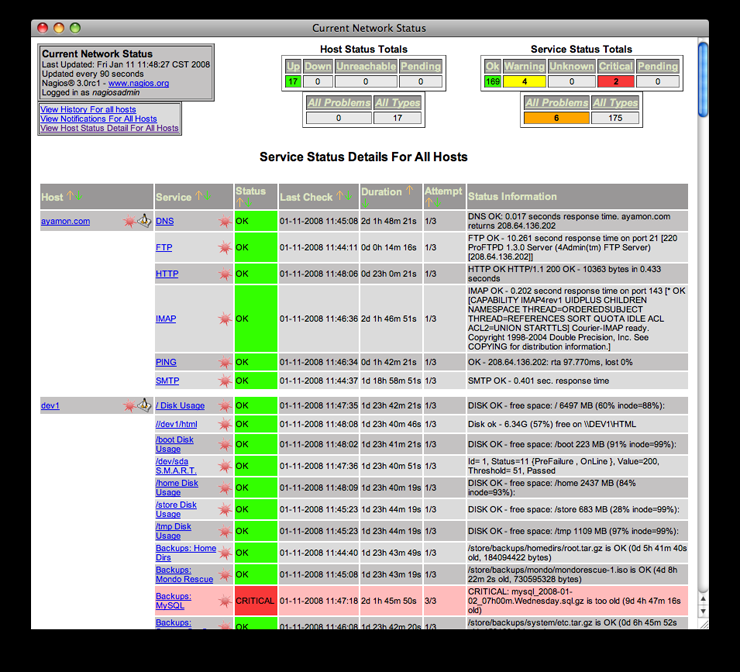 Current Network Status
Current Network Status
Last Updated: Fri Jan 11 11:48:27 CST 2008
Updated every 90 seconds
Nagios® 3.0rc1 - www.nagios.org
Logged in as nagiosadmin
View History For all hosts
View Notifications For All Hosts
View Host Status Detail For All Hosts
Host Status Totals
Up Down Unreachable Pending
17 0 0 0
All Problems All Types
0 17
Service Status Totals
Ok Warning Unknown Critical Pending
169 4 0 2 0
All Problems All Types
6 175
Service Status Details For All Hosts
Host Service Status Last Check Duration Attempt Status Information
ayamon.com DNS OK 01-11-2008 11:45:08 2d 1h 48m 21s 1/3 DNS OK: 0.017 seconds response time. ayamon.com
returns 208.64.136.202
FTP OK 01-11-2008 11:44:11 0d 0h 14m 16s 1/3 FTP OK - 10.261 second response time on port 21 [220
ProFTPD 1.3.0 Server (4Admin(tm) FTP Server)
[208.64.136.202]]
HTTP OK 01-11-2008 11:48:06 0d 23h 0m 21s 1/3 HTTP OK HTTP/1.1 200 OK - 10363 bytes in 0.433
seconds
IMAP OK 01-11-2008 11:46:36 2d 1h 46m 51s 1/3 IMAP OK - 0.202 second response time on port 143 [* OK
[CAPABILITY IMAP4rev1 UIDPLUS CHILDREN
NAMESPACE THREAD=ORDEREDSUBJECT
THREAD=REFERENCES SORT QUOTA IDLE ACL
ACL2=UNION STARTTLS] Courier-IMAP ready.
Copyright 1998-2004 Double Precision, Inc. See
COPYING for distribution information.]
PING OK 01-11-2008 11:46:34 0d 1h 42m 21s 1/3 OK - 208.64.136.202: rta 97.770ms, lost 0%
SMTP OK 01-11-2008 11:44:37 1d 18h 58m 51s 1/3 SMTP OK - 0.401 sec. response time
dev1 / Disk Usage OK 01-11-2008 11:47:35 1d 23h 42m 21s 1/3 DISK OK - free space: / 6497 MB (60% inode=88%):
//dev1/html OK 01-11-2008 11:48:08 1d 23h 40m 46s 1/3 Disk ok - 6.34G (57%) free on \\DEV1\HTML
/boot Disk
Usage OK 01-11-2008 11:48:02 1d 23h 41m 21s 1/3 DISK OK - free space: /boot 223 MB (91% inode=99%):
/dev/sda
S.M.A.R.T. OK 01-11-2008 11:47:36 1d 23h 40m 51s 1/3 Id= 1, Status=11 {PreFailure , OnLine }, Value=200,
Threshold= 51, Passed
/home Disk
Usage OK 01-11-2008 11:48:09 1d 23h 40m 19s 1/3 DISK OK - free space: /home 2437 MB (84%
inode=93%):
/store Disk
Usage OK 01-11-2008 11:45:23 1d 23h 44m 19s 1/3 DISK OK - free space: /store 683 MB (28% inode=99%):
/tmp Disk
Usage OK 01-11-2008 11:45:23 1d 23h 44m 19s 1/3 DISK OK - free space: /tmp 1109 MB (97% inode=99%):
Backups: Home
Dirs OK 01-11-2008 11:44:40 1d 23h 43m 49s 1/3 /store/backups/homedirs/root.tar.gz is OK (0d 5h 41m 40s
old, 184094422 bytes)
Backups:
Mondo Rescue OK 01-11-2008 11:45:08 1d 23h 43m 19s 1/3 /store/backups/mondo/mondorescue-1.iso is OK (4d 8h
22m 2s old, 730595328 bytes)
Backups:
MySQL CRITICAL 01-11-2008 11:47:18 2d 1h 45m 50s 3/3 CRITICAL: mysql_2008-01-
02_07h00m.Wednesday.sql.gz is too old (9d 4h 47m 16s
old)
Backups: OK 01-11-2008 11:46:08 1d 23h 42m 20s 1/3 /store/backups/system/etc.tar.gz is OK (0d 6h 45m 52s